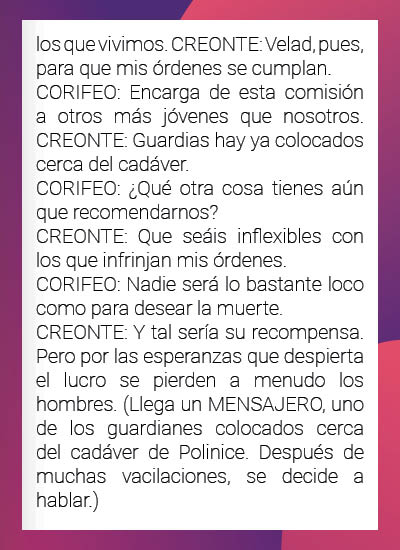 los que vivimos. CREONTE: Velad, pues,
para que mis órdenes se cumplan.
CORIFEO: Encarga de esta comisión
a otros más jóvenes que nosotros.
CREONTE: Guardias hay ya colocados
cerca del cadáver.
CORIFEO: ¿Qué otra cosa tienes aún
que recomendarnos?
CREONTE: Que seáis inflexibles con
los que infrinjan mis órdenes.
CORIFEO: Nadie será lo bastante loco
como para desear la muerte.
CREONTE: Y tal sería su recompensa.
Pero por las esperanzas que despierta
el lucro se pierden a menudo los
hombres. (Llega un MENSAJERO, uno
de los guardianes colocados cerca
del cadáver de Polinice. Después de
muchas vacilaciones, se decide a
hablar.)